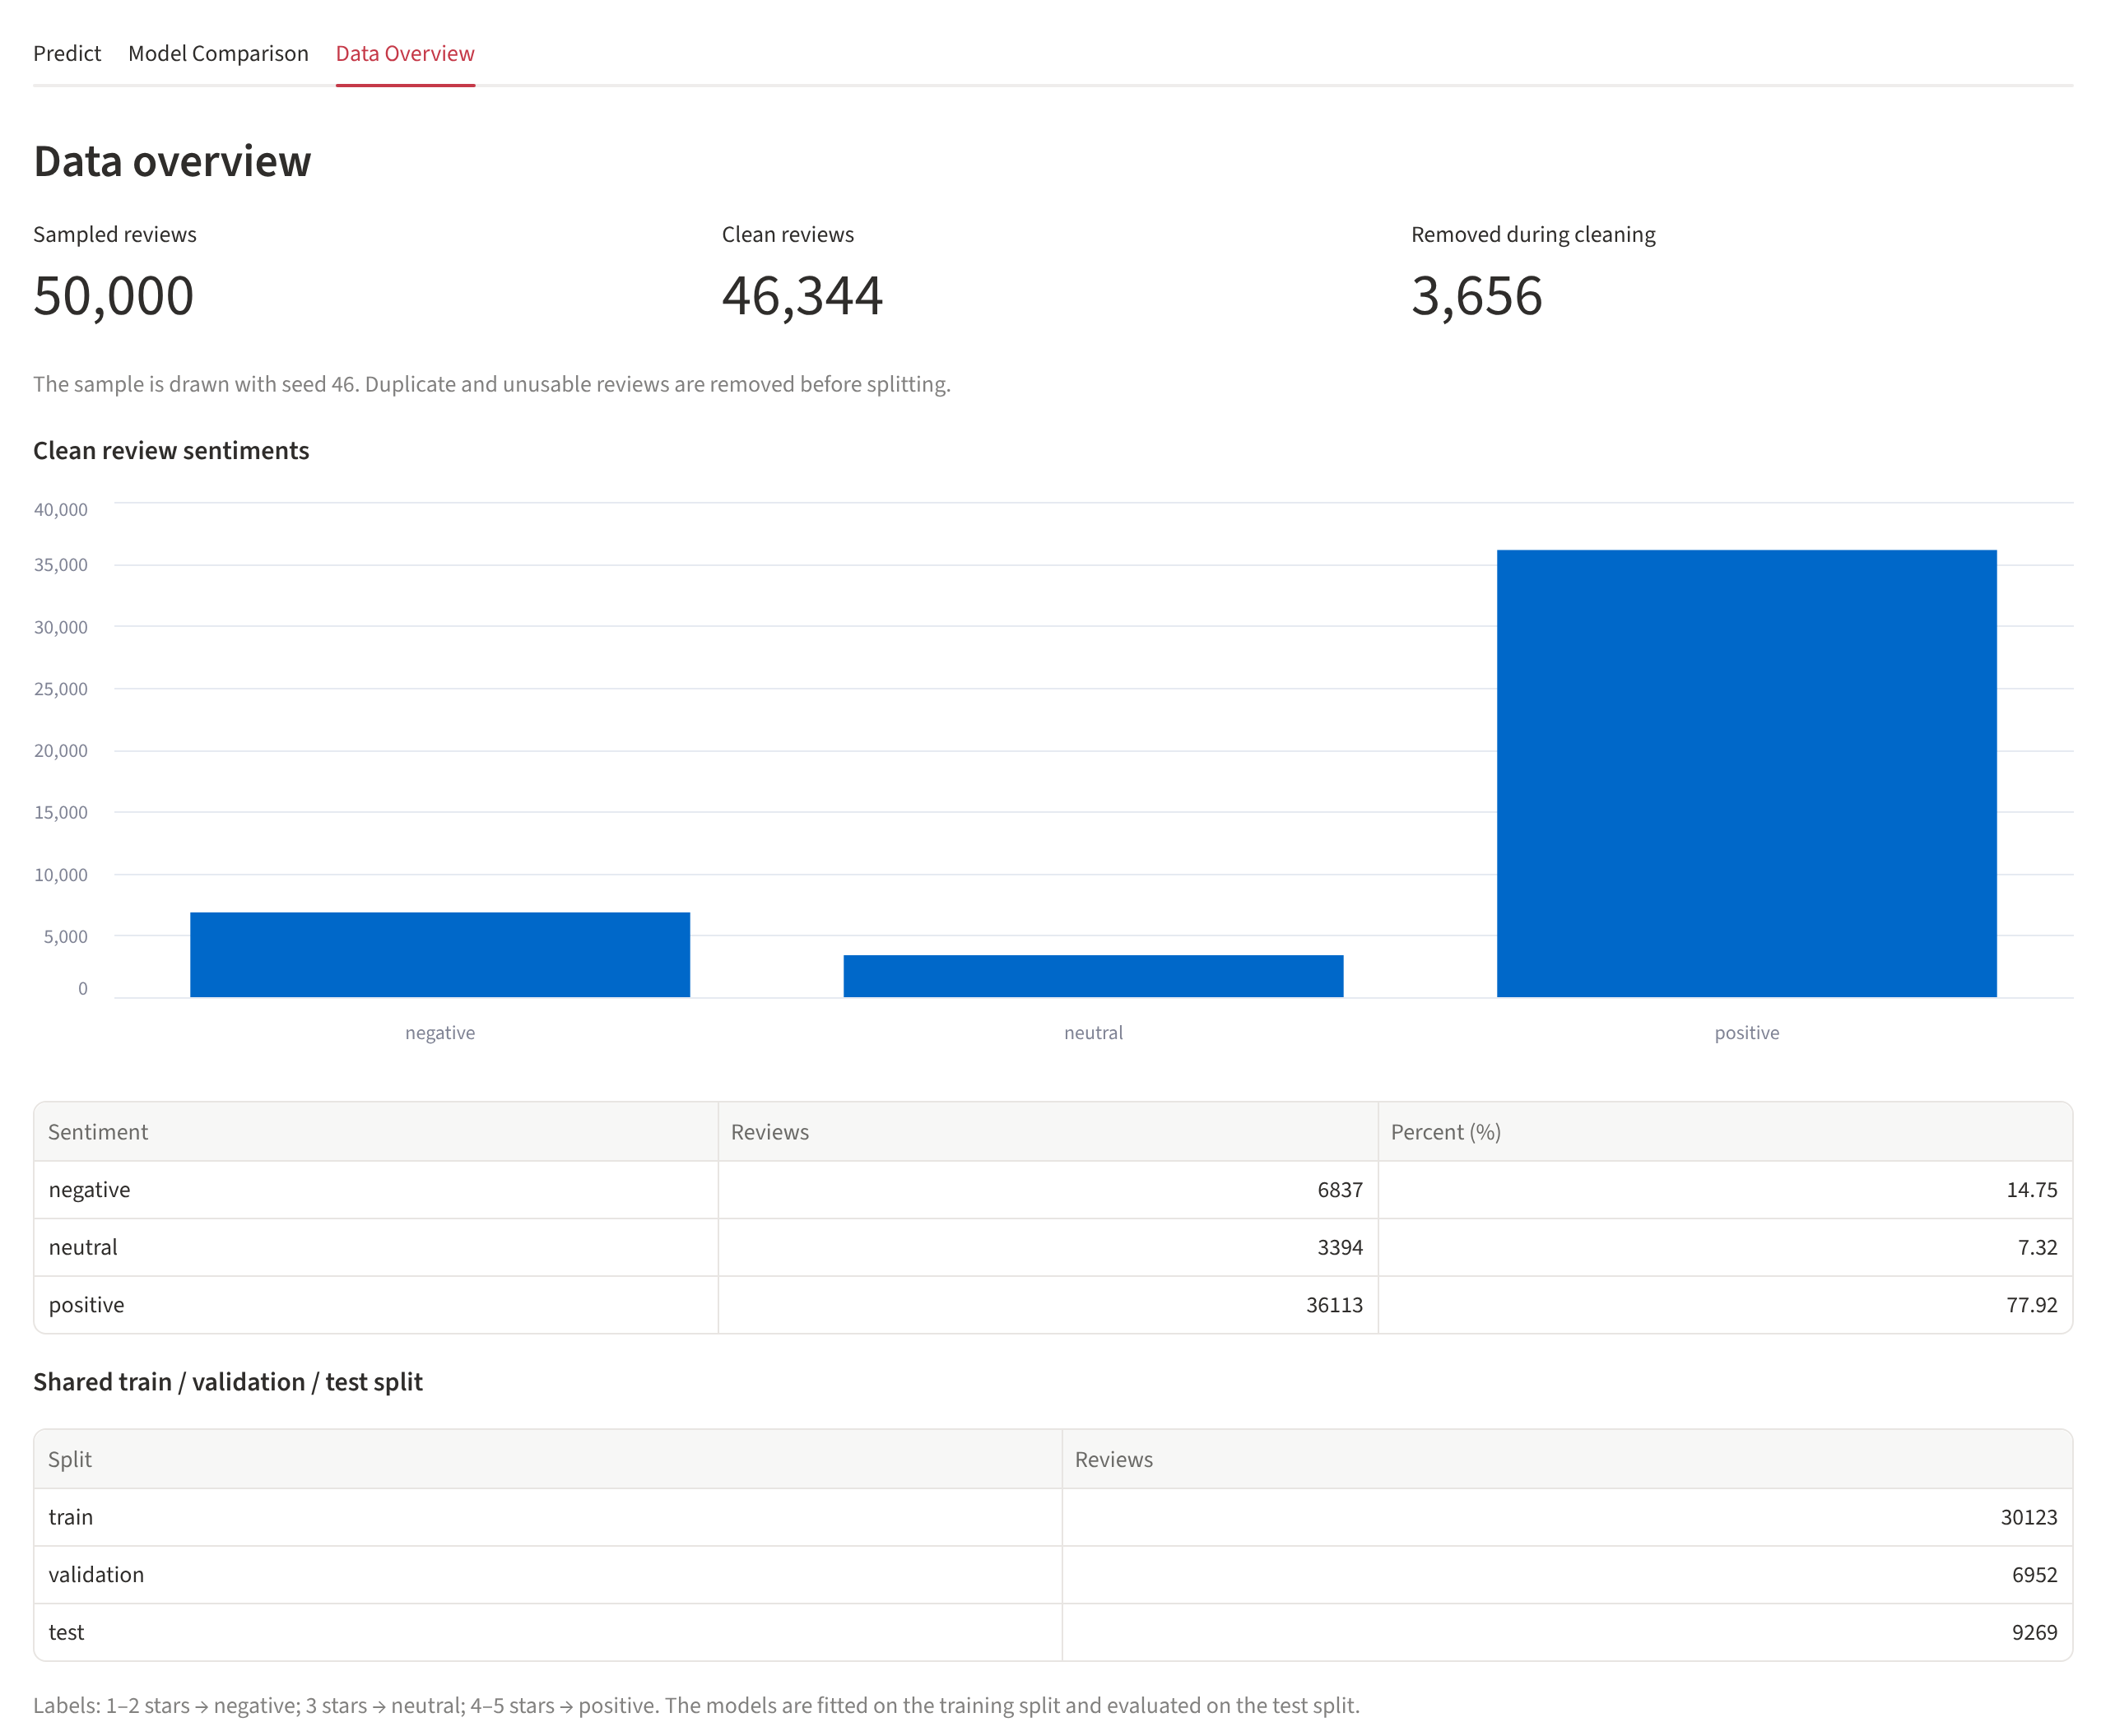 Predict Model Comparison Data Overview
Data overview
Sampled reviews Clean reviews Removed during cleaning
50,000 46,344 3,656
The sample is drawn with seed 46. Duplicate and unusable reviews are removed before splitting.
Clean review sentiments
40,000
35,000
30,000
25,000
20,000
15,000
10,000
5,000
0
negative neutral positive
Sentiment Reviews Percent (%)
negative 6837 14.75
neutral 3394 7.32
positive 36113 77.92
Shared train / validation / test split
Split Reviews
train 30123
validation 6952
test 9269
Labels: 1–2 stars → negative; 3 stars → neutral; 4–5 stars → positive. The models are fitted on the training split and evaluated on the test split.